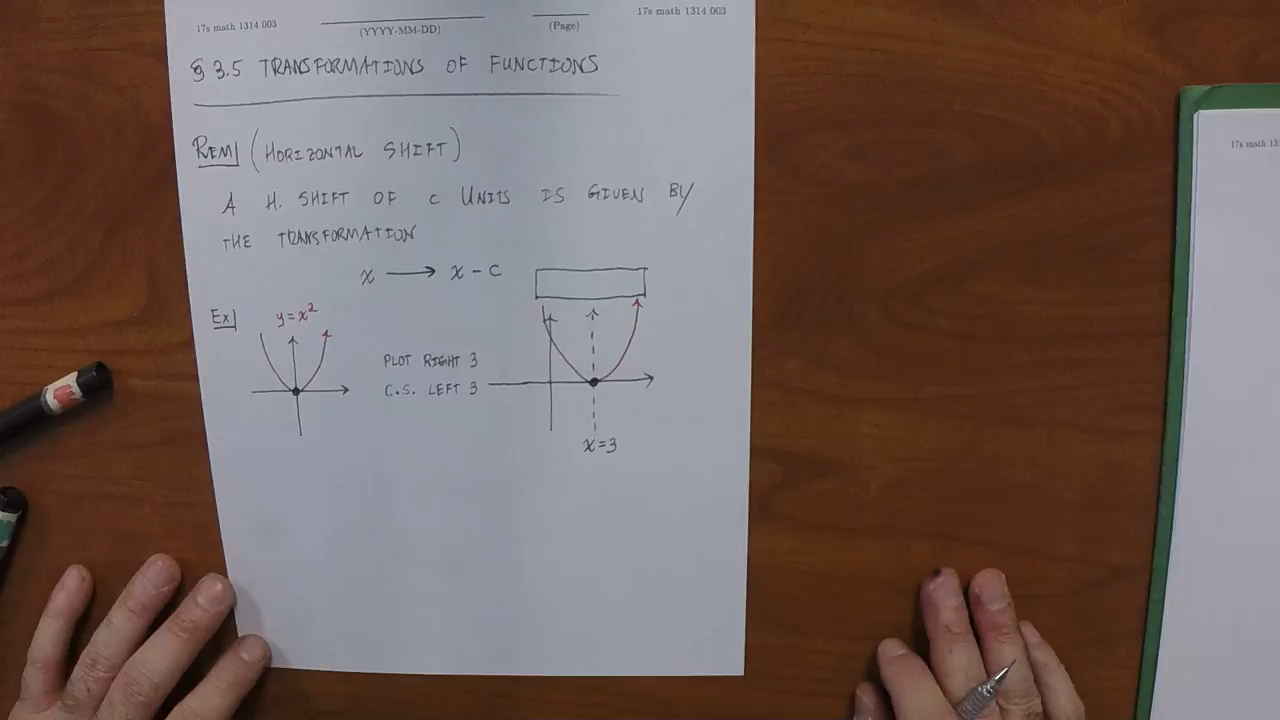 17s math 1314 003
(YYYY-MM-DD)
(Page)
17s math 1314 003
§ 3.5 TRANSFORMATIONS OF FUNCTIONS
REM (HORIZONTAL SHIFT)
A H. SHIFT OF c UNITS IS GIVEN BY
THE TRANSFORMATION
x → x - c
Ex
y = x²
PLOT RIGHT 3
C.S. LEFT 3
x = 3
17s math 13